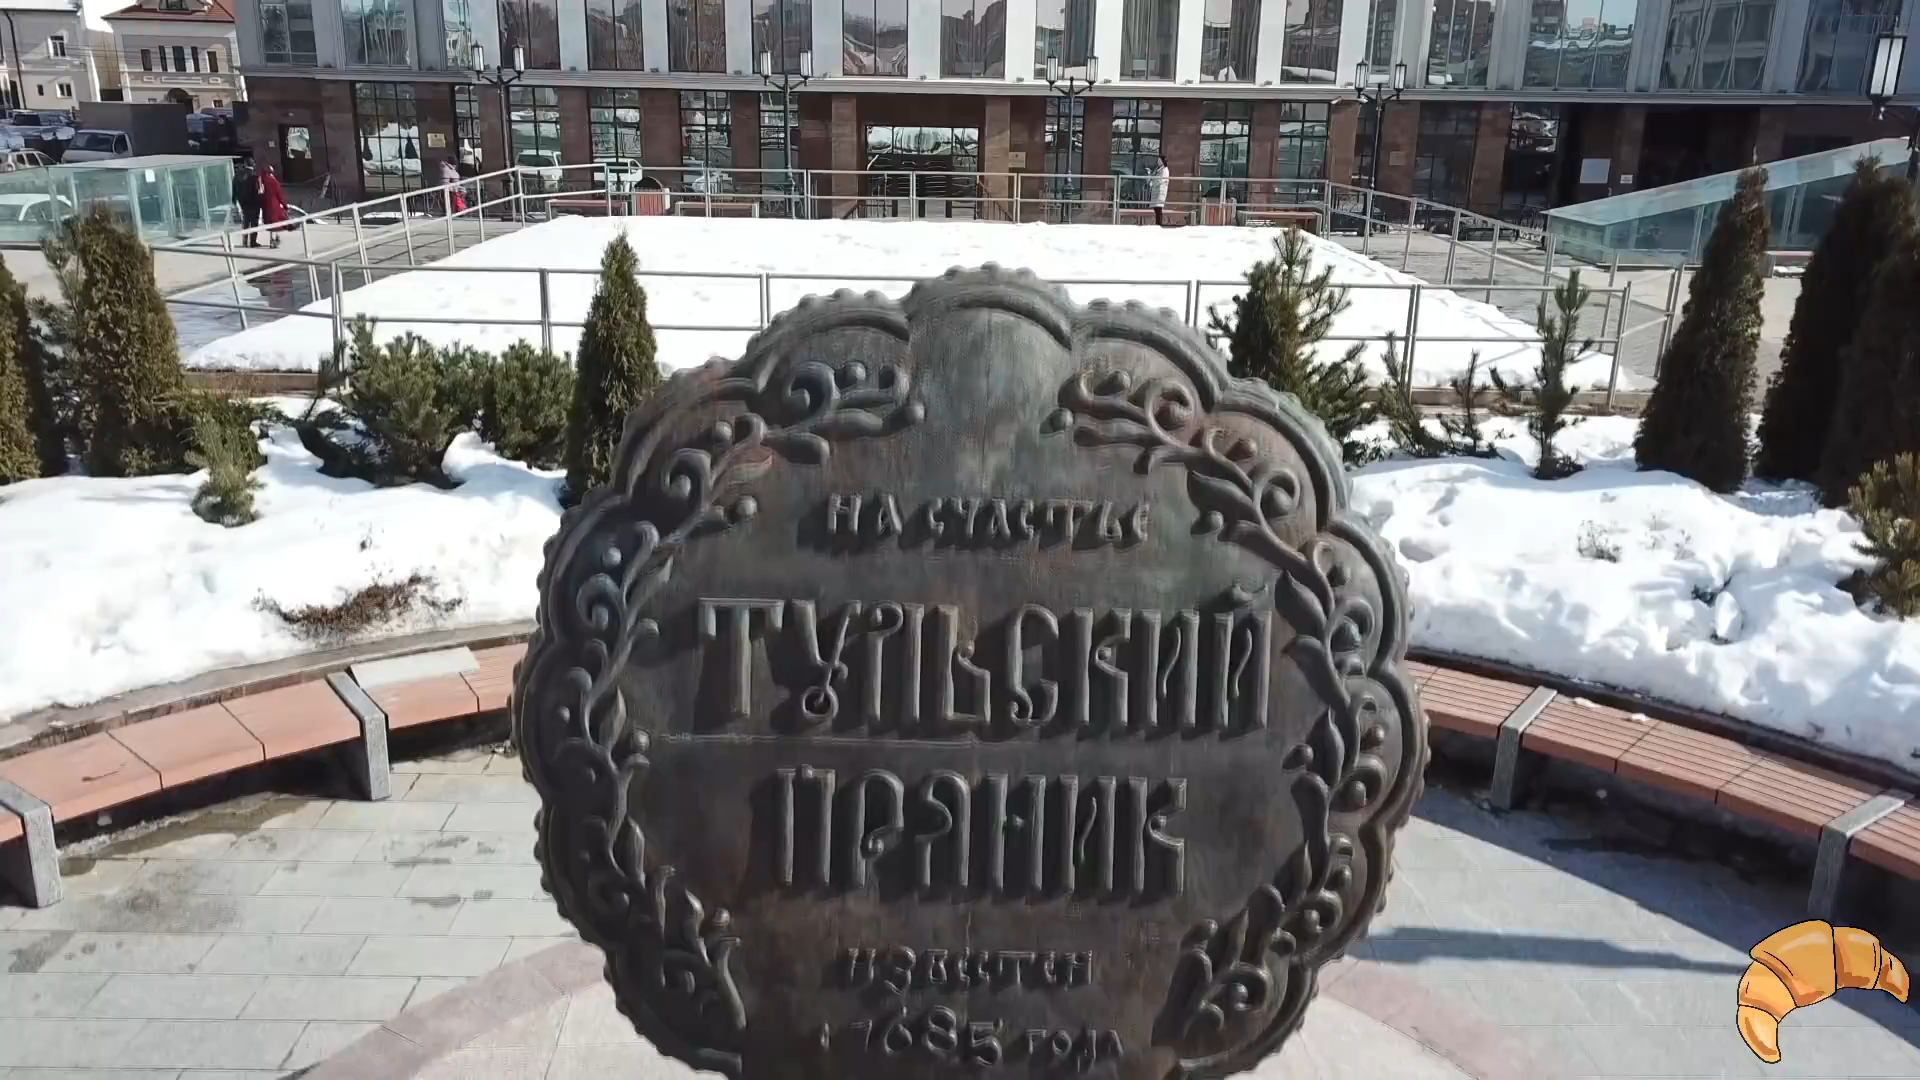 НА СЧАСТЬЕ
ТУЛЬСКИЙ
ПРЯНИК
ИЗВЕСТЕН
с 1685 ГОДА